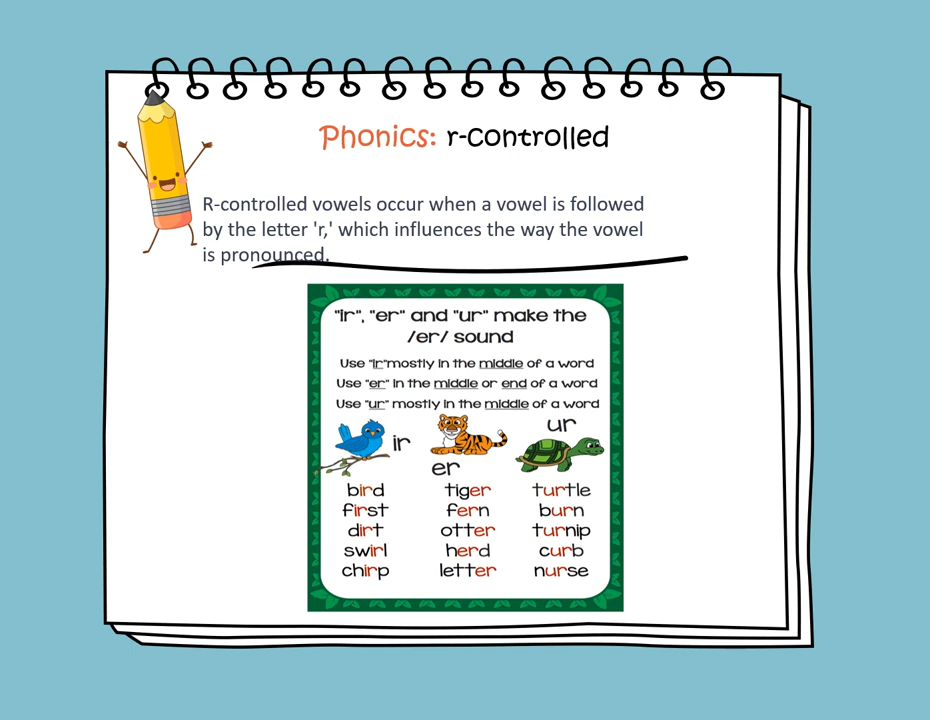 Phonics: r-controlled
R-controlled vowels occur when a vowel is followed
by the letter 'r,' which influences the way the vowel
is pronounced.
"ir", "er" and "ur" make the
/er/ sound
Use "ir"mostly in the middle of a word
Use "er" in the middle or end of a word
Use "ur" mostly in the middle of a word
ir
er
ur
bird tiger turtle
first fern burn
dirt otter turnip
swirl herd curb
chirp letter nurse